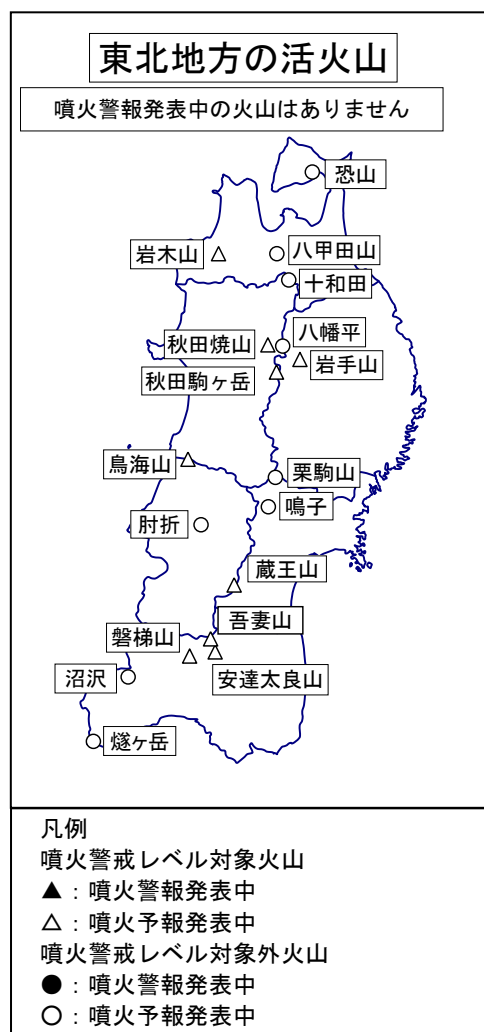 東北地方の活火山
噴火警報発表中の火山はありません
恐山
岩木山
八甲田山
十和田
秋田焼山
八幡平
岩手山
秋田駒ヶ岳
鳥海山
栗駒山
鳴子
肘折
蔵王山
吾妻山
磐梯山
安達太良山
沼沢
燧ヶ岳
凡例
噴火警戒レベル対象火山
▲：噴火警報発表中
△：噴火予報発表中
噴火警戒レベル対象外火山
●：噴火警報発表中
○：噴火予報発表中